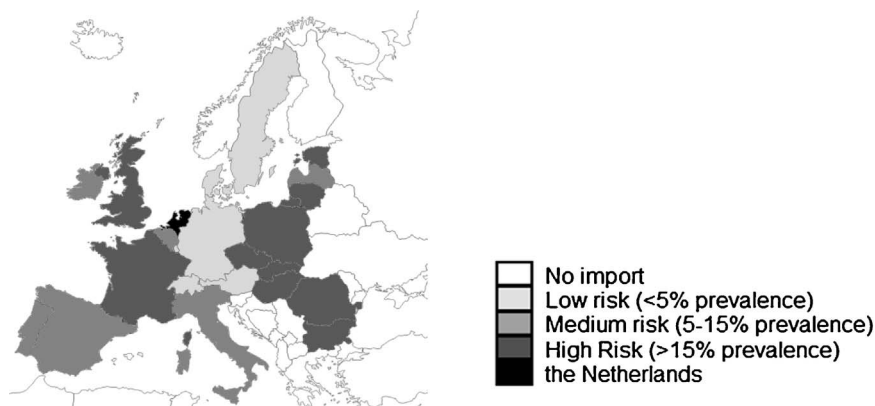 No import
Low risk (<5% prevalence)
Medium risk (5-15% prevalence)
High Risk (>15% prevalence)
the Netherlands